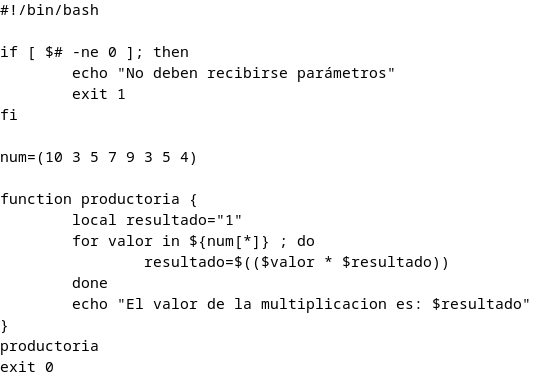 #!/bin/bash
if [ $# -ne 0 ]; then
echo "No deben recibirse parámetros"
exit 1
fi
num=(10 3 5 7 9 3 5 4)
function productoria {
local resultado="1"
for valor in ${num[*]} ; do
resultado=$(($valor * $resultado))
done
echo "El valor de la multiplicacion es: $resultado"
}
productoria
exit 0